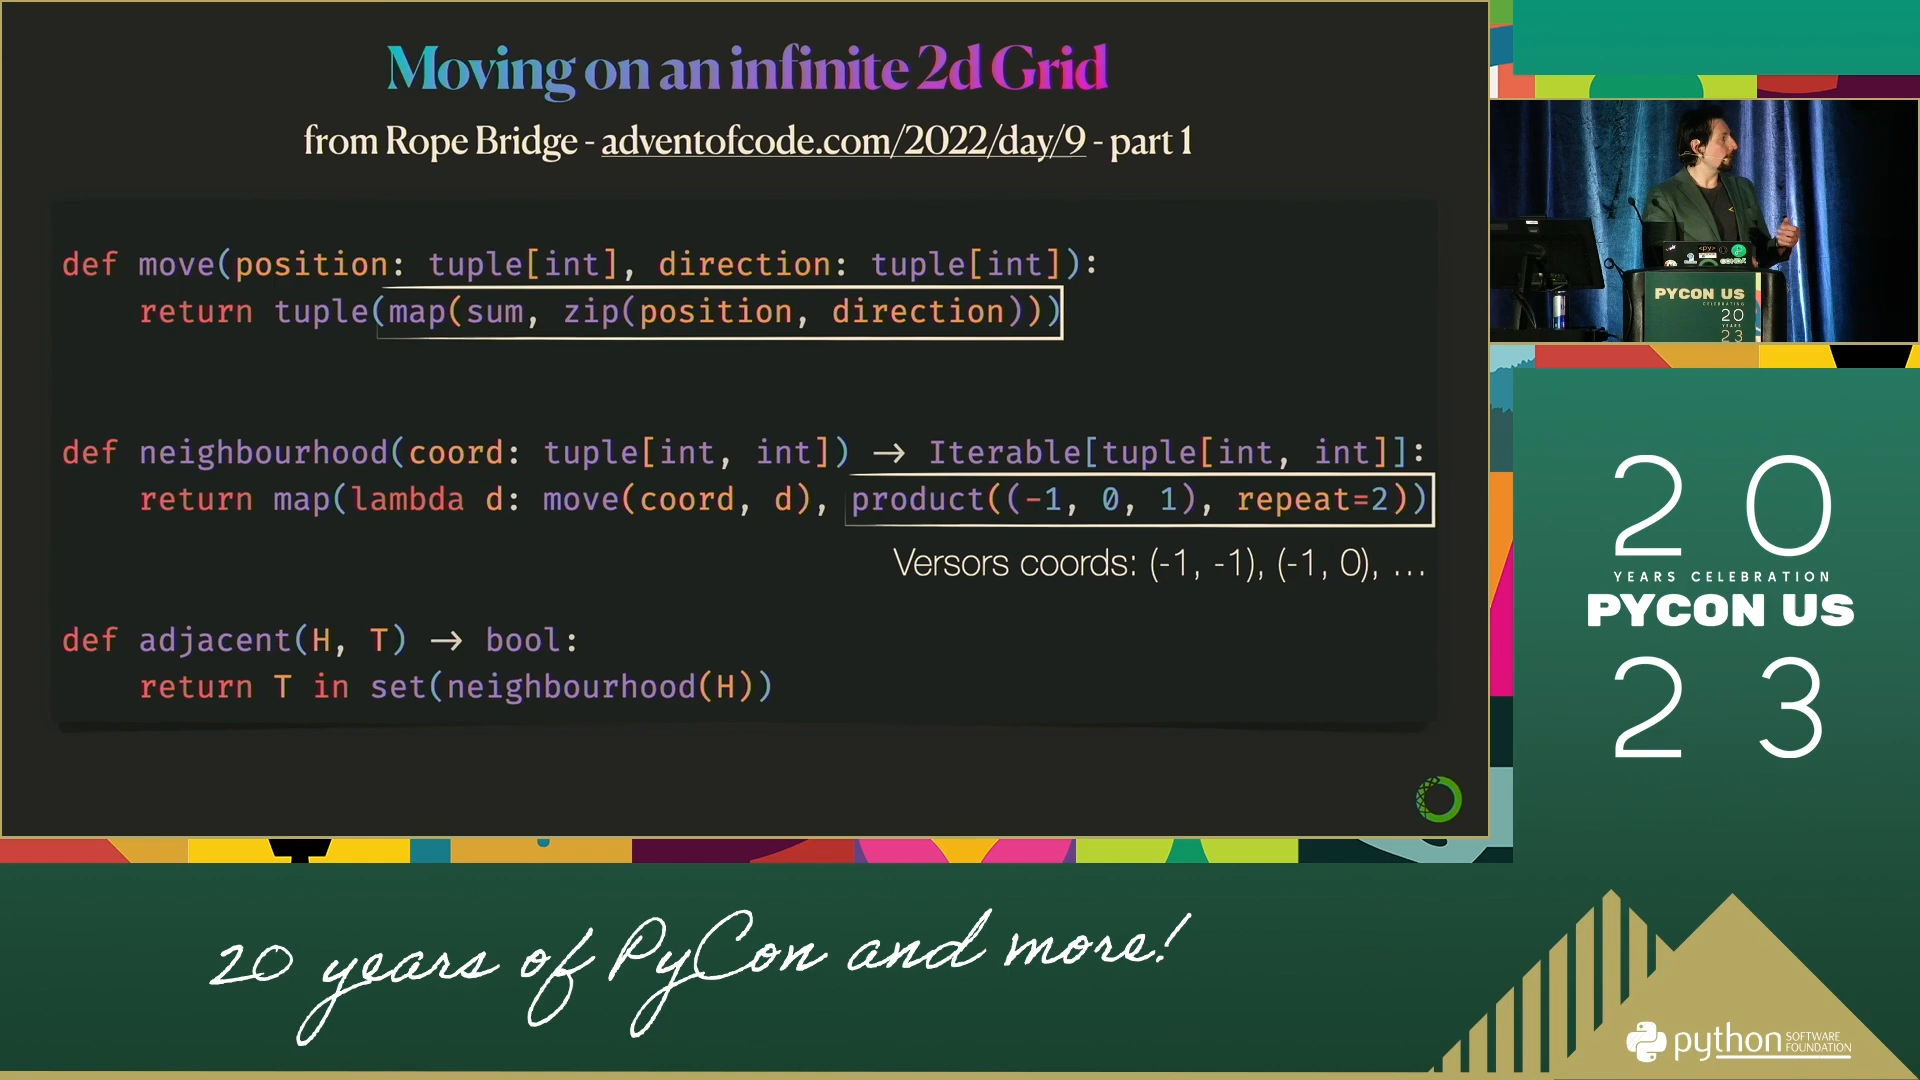 Moving on an infinite 2d Grid
from Rope Bridge - adventofcode.com/2022/day/9 - part 1
def move(position: tuple[int], direction: tuple[int]):
return tuple(map(sum, zip(position, direction)))
def neighbourhood(coord: tuple[int, int]) → Iterable[tuple[int, int]]:
return map(lambda d: move(coord, d), product((-1, 0, 1), repeat=2))
Versors coords: (-1, -1), (-1, 0), …
def adjacent(H, T) → bool:
return T in set(neighbourhood(H))
PYCON US
CELEBRATING
20
YEARS
23
20
YEARS CELEBRATION
PYCON US
23
20 years of PyCon and more!
python SOFTWARE
FOUNDATION